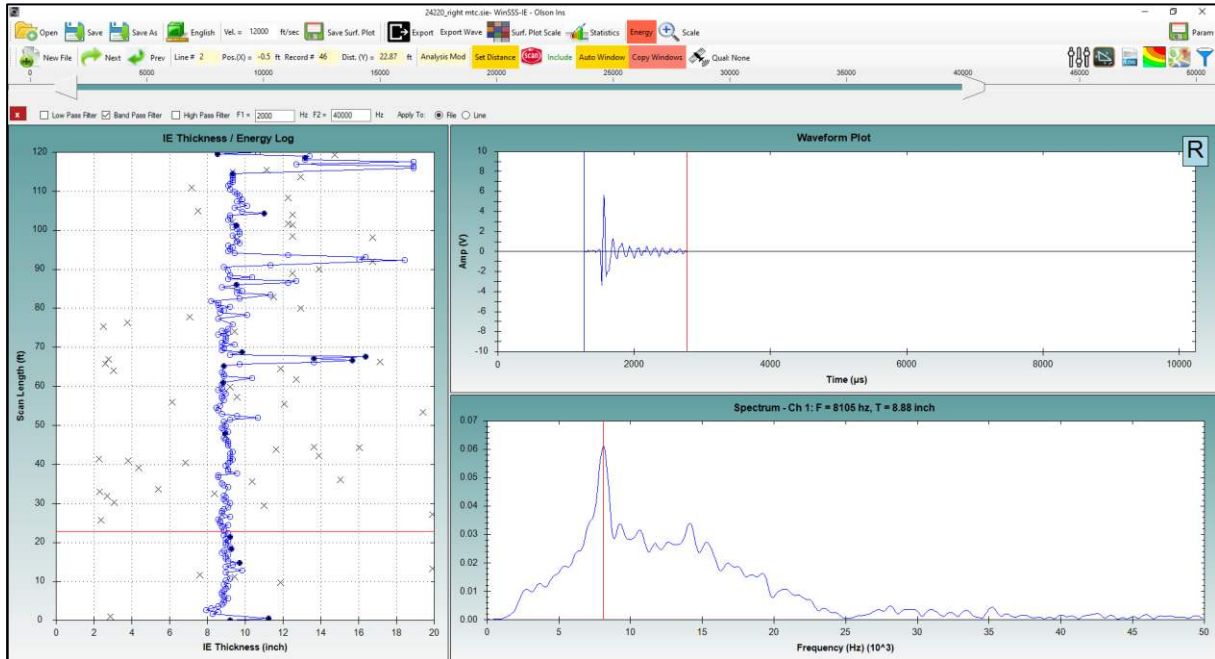 24220_right mtc.sie- WinSSS-IE - Olson Ins
Open Save Save As English Vel. = 12000 ft/sec Save Surf. Plot Export Export Wave Surf. Plot Scale Statistics Energy Scale Param
New File Next Prev Line # 2 Pos.(X) = -0.5 ft Record # 46 Dist. (Y) = 22.87 ft Analysis Mod Set Distance scan Include Auto Window Copy Windows Qual: None
0 5000 10000 15000 20000 25000 30000 35000 40000 45000 50000
x Low Pass Filter Band Pass Filter High Pass Filter F1 = 2000 Hz F2 = 40000 Hz Apply To: File Line
IE Thickness / Energy Log
120
110
100
90
80
70
60
50
40
30
20
10
0
Scan Length (ft)
0 2 4 6 8 10 12 14 16 18 20
IE Thickness (inch)
Waveform Plot
R
10
8
6
4
2
0
-2
-4
-6
-8
-10
Amp (V)
0 2000 4000 6000 8000 10000
Time (µs)
Spectrum - Ch 1: F = 8105 hz, T = 8.88 inch
0.07
0.06
0.05
0.04
0.03
0.02
0.01
0.00
0 5 10 15 20 25 30 35 40 45 50
Frequency (Hz) (10^3)